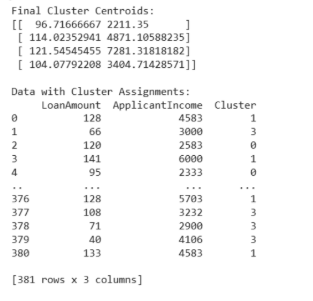 Final Cluster Centroids:
[[ 96.71666667 2211.35 ]
[ 114.02352941 4871.10588235]
[ 121.54545455 7281.31818182]
[ 104.07792208 3404.71428571]]
Data with Cluster Assignments:
LoanAmount ApplicantIncome Cluster
0 128 4583 1
1 66 3000 3
2 120 2583 0
3 141 6000 1
4 95 2333 0
.. ... ... ...
376 128 5703 1
377 108 3232 3
378 71 2900 3
379 40 4106 3
380 133 4583 1
[381 rows x 3 columns]